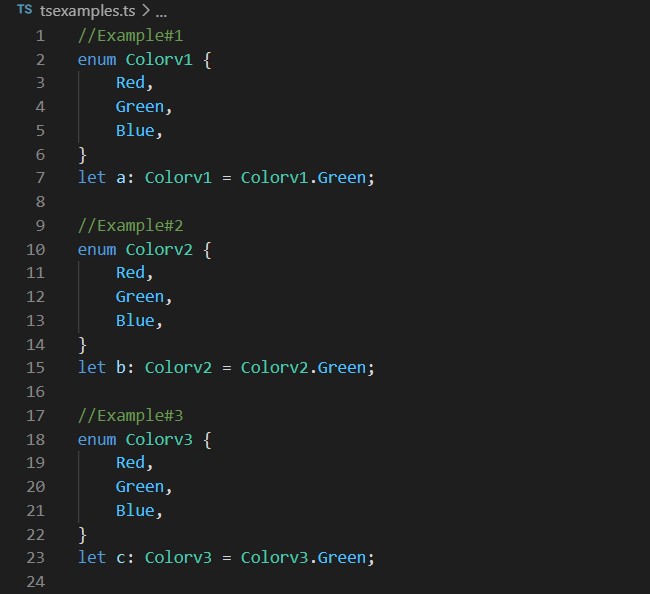 TS tsexamples.ts > ...
1 //Example#1
2 enum Colorv1 {
3     Red,
4     Green,
5     Blue,
6 }
7 let a: Colorv1 = Colorv1.Green;
8
9 //Example#2
10 enum Colorv2 {
11     Red,
12     Green,
13     Blue,
14 }
15 let b: Colorv2 = Colorv2.Green;
16
17 //Example#3
18 enum Colorv3 {
19     Red,
20     Green,
21     Blue,
22 }
23 let c: Colorv3 = Colorv3.Green;
24